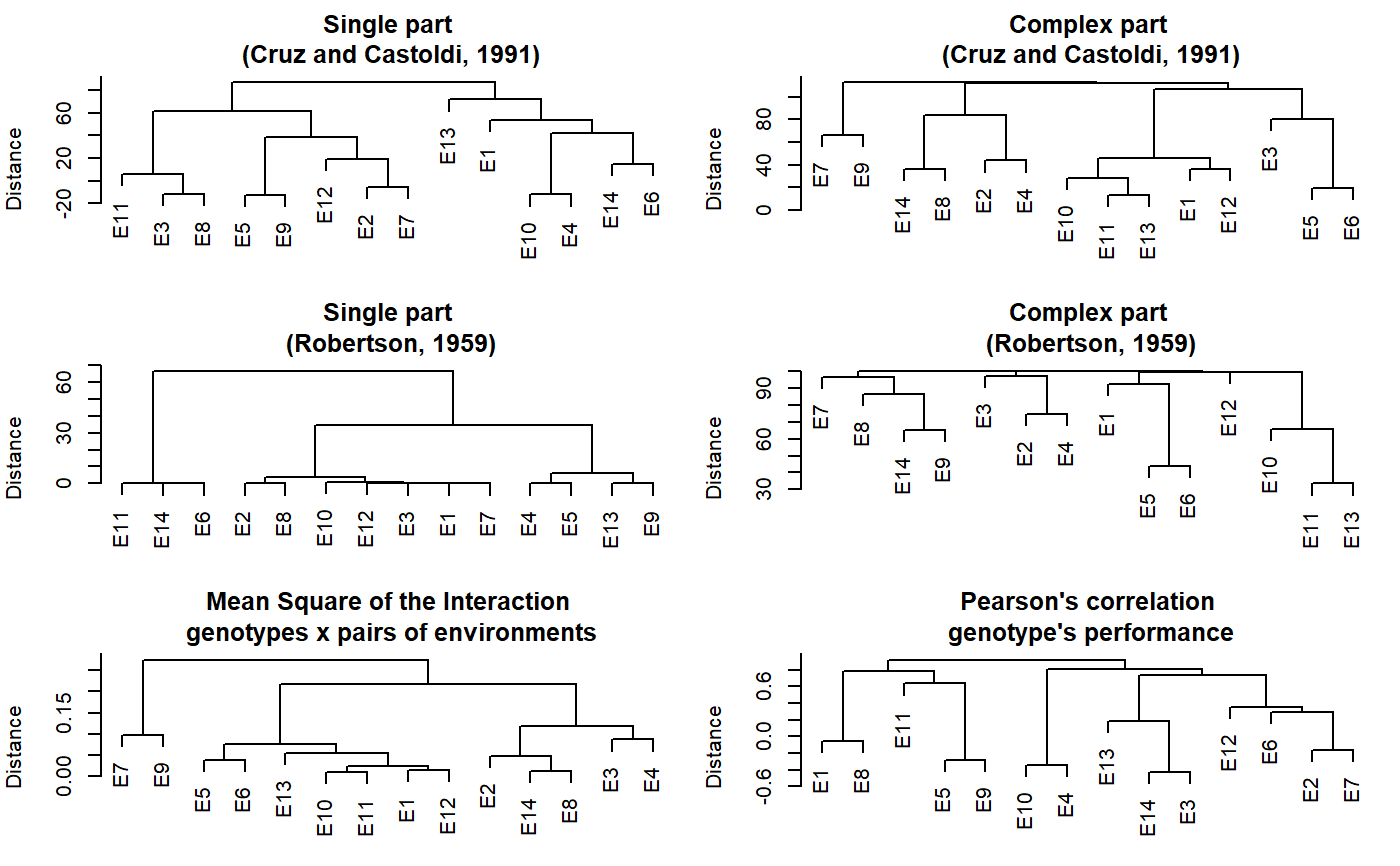 Single part
(Cruz and Castoldi, 1991)
Distance
60
20
-20
E11
E3
E8
E5
E9
E12
E2
E7
E13
E1
E10
E4
E14
E6
Complex part
(Cruz and Castoldi, 1991)
Distance
80
40
0
E7
E9
E14
E8
E2
E4
E10
E11
E13
E1
E12
E3
E5
E6
Single part
(Robertson, 1959)
Distance
60
30
0
E11
E14
E6
E2
E8
E10
E12
E3
E1
E7
E4
E5
E13
E9
Complex part
(Robertson, 1959)
Distance
90
60
30
E7
E8
E14
E9
E3
E2
E4
E1
E5
E6
E12
E10
E11
E13
Mean Square of the Interaction
genotypes x pairs of environments
Distance
0.15
0.00
E7
E9
E5
E6
E13
E10
E11
E1
E12
E2
E14
E8
E3
E4
Pearson's correlation
genotype's performance
Distance
0.6
0.0
-0.6
E1
E8
E11
E5
E9
E10
E4
E13
E14
E3
E12
E6
E2
E7